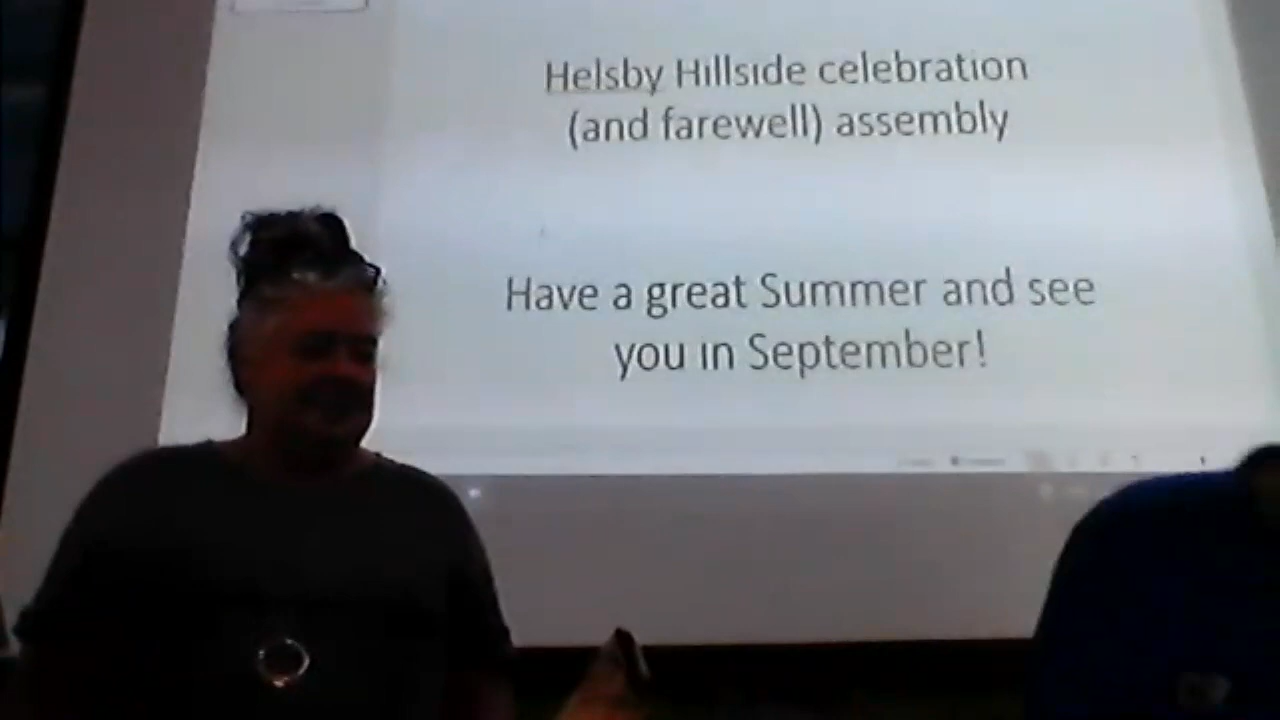 Helsby Hillside celebration
(and farewell) assembly
Have a great Summer and see
you in September!